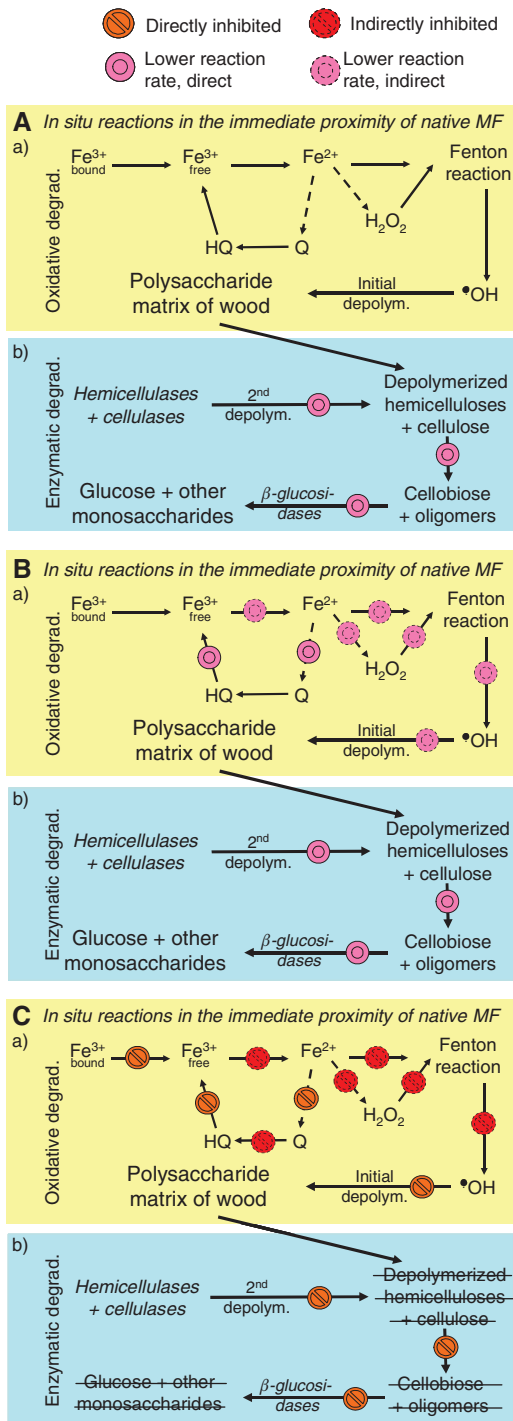 Directly inhibited
Indirectly inhibited
Lower reaction
rate, direct
Lower reaction
rate, indirect
A In situ reactions in the immediate proximity of native MF
a)
Oxidative degrad.
Fe³⁺
bound
Fe³⁺
free
Fe²⁺
Fenton
reaction
H₂O₂
HQ
Q
Polysaccharide
matrix of wood
Initial
depolym.
•OH
b)
Enzymatic degrad.
Hemicellulases
+ cellulases
2nd
depolym.
Depolymerized
hemicelluloses
+ cellulose
Glucose + other
monosaccharides
β-glucosi-
dases
Cellobiose
+ oligomers
B In situ reactions in the immediate proximity of native MF
a)
Oxidative degrad.
Fe³⁺
bound
Fe³⁺
free
Fe²⁺
Fenton
reaction
H₂O₂
HQ
Q
Polysaccharide
matrix of wood
Initial
depolym.
•OH
b)
Enzymatic degrad.
Hemicellulases
+ cellulases
2nd
depolym.
Depolymerized
hemicelluloses
+ cellulose
Glucose + other
monosaccharides
β-glucosi-
dases
Cellobiose
+ oligomers
C In situ reactions in the immediate proximity of native MF
a)
Oxidative degrad.
Fe³⁺
bound
Fe³⁺
free
Fe²⁺
Fenton
reaction
H₂O₂
HQ
Q
Polysaccharide
matrix of wood
Initial
depolym.
•OH
b)
Enzymatic degrad.
Hemicellulases
+ cellulases
2nd
depolym.
Depolymerized
hemicelluloses
+ cellulose
Glucose + other
monosaccharides
β-glucosi-
dases
Cellobiose
+ oligomers